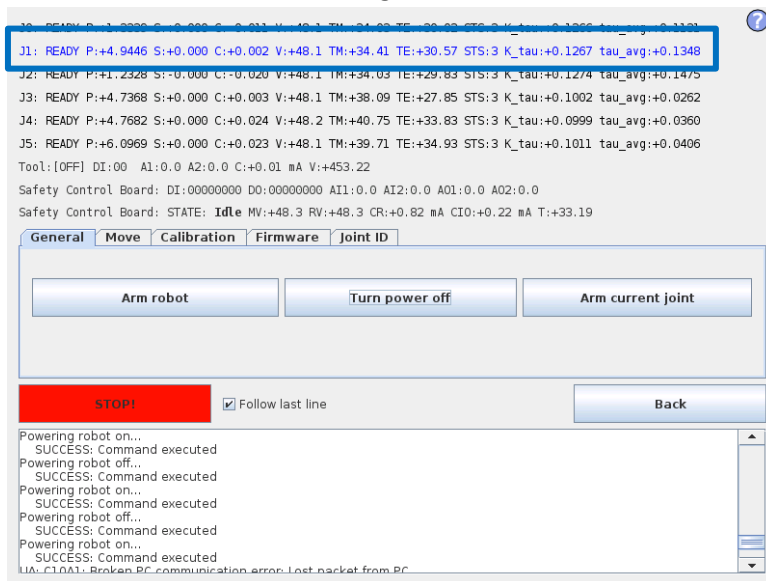 J1: READY P:+4.9446 S:+0.000 C:+0.002 V:+48.1 TM:+34.41 TE:+30.57 STS:3 K_tau:+0.1267 tau_avg:+0.1348
J2: READY P:+1.2328 S:-0.000 C:-0.020 V:+48.1 TM:+34.03 TE:+29.83 STS:3 K_tau:+0.1274 tau_avg:+0.1475
J3: READY P:+4.7368 S:+0.000 C:+0.003 V:+48.1 TM:+38.09 TE:+27.85 STS:3 K_tau:+0.1002 tau_avg:+0.0262
J4: READY P:+4.7682 S:+0.000 C:+0.024 V:+48.2 TM:+40.75 TE:+33.83 STS:3 K_tau:+0.0999 tau_avg:+0.0360
J5: READY P:+6.0969 S:+0.000 C:+0.023 V:+48.1 TM:+39.71 TE:+34.93 STS:3 K_tau:+0.1011 tau_avg:+0.0406
Tool:[OFF] DI:00 A1:0.0 A2:0.0 C:+0.01 mA V:+453.22
Safety Control Board: DI:00000000 DO:00000000 AI1:0.0 AI2:0.0 AO1:0.0 AO2:0.0
Safety Control Board: STATE: Idle MV:+48.3 RV:+48.3 CR:+0.82 mA CIO:+0.22 mA T:+33.19
General Move Calibration Firmware Joint ID
Arm robot Turn power off Arm current joint
STOP! Follow last line Back
Powering robot on...
SUCCESS: Command executed
Powering robot off...
SUCCESS: Command executed
Powering robot on...
SUCCESS: Command executed
Powering robot off...
SUCCESS: Command executed
Powering robot on...
SUCCESS: Command executed
UA: C10A1: Broken PC communication error: Lost packet from PC